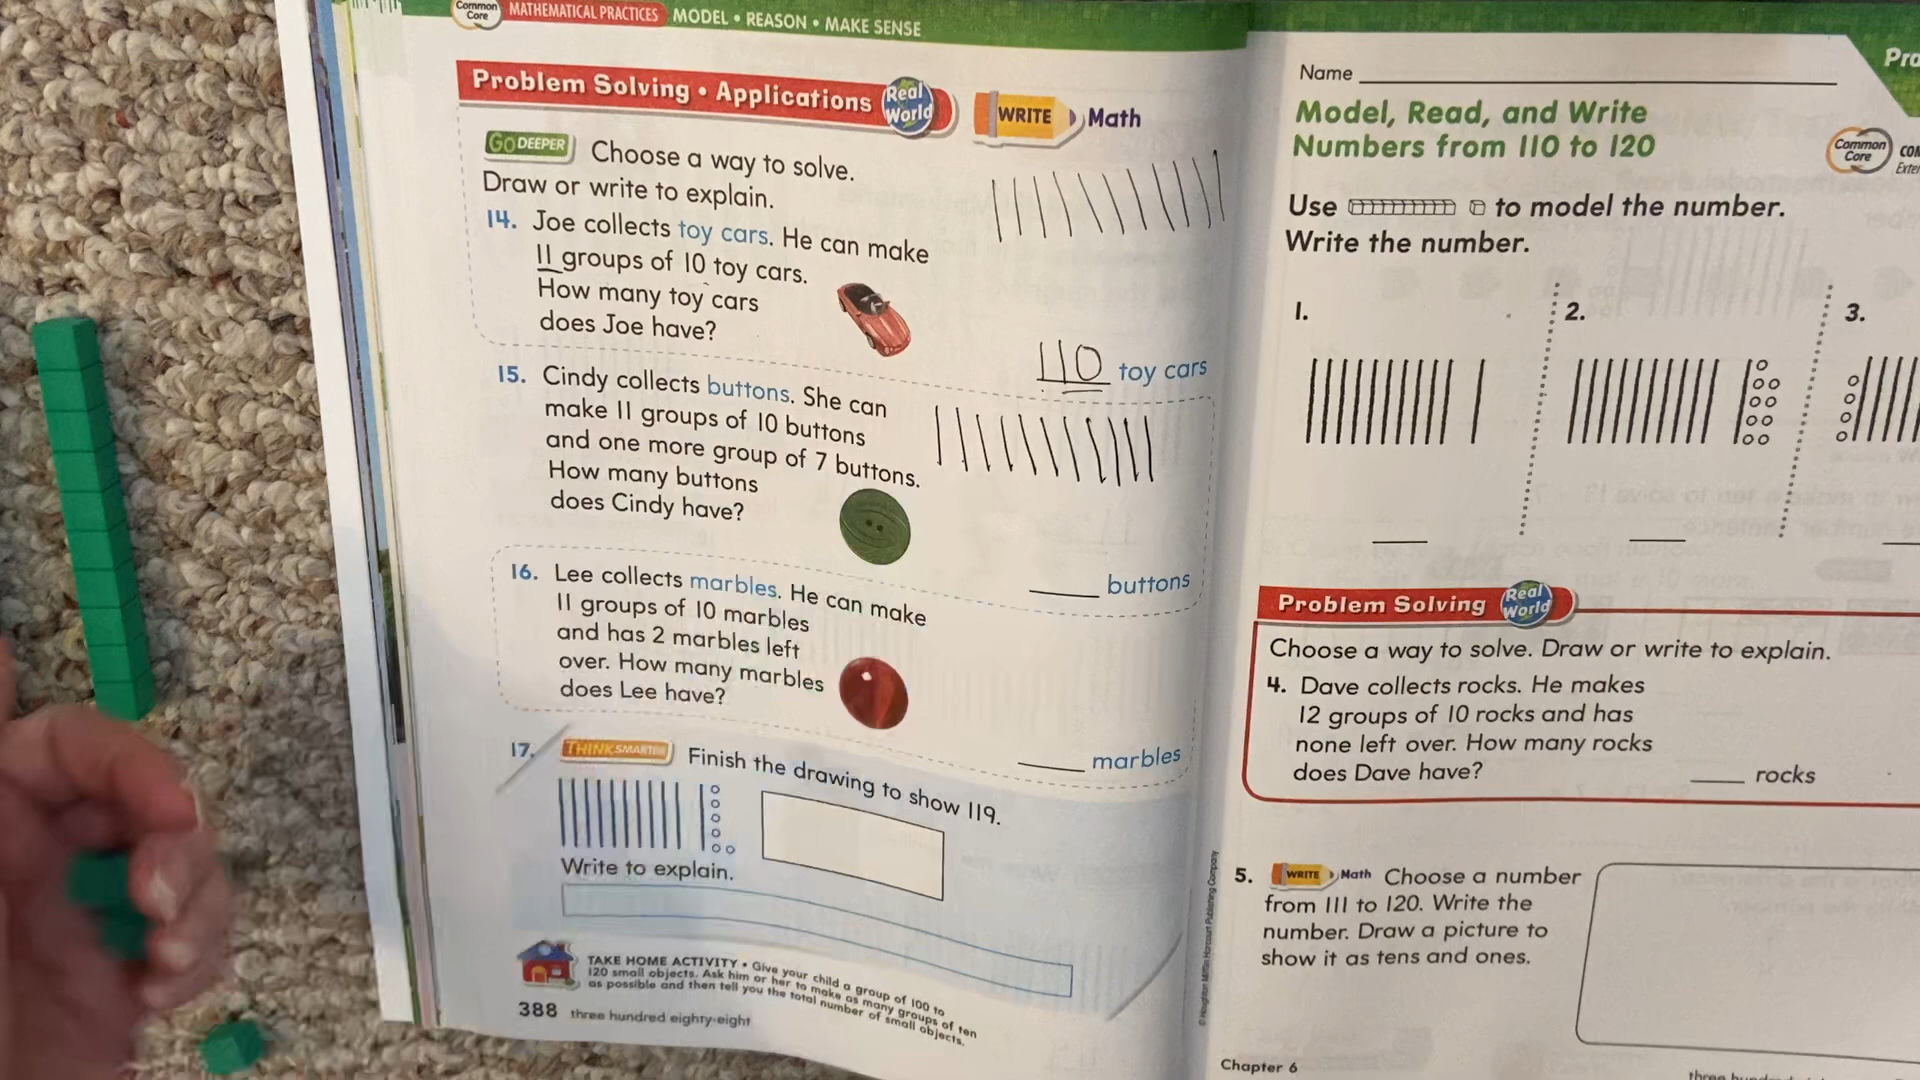 Common
Core
MATHEMATICAL PRACTICES MODEL • REASON • MAKE SENSE
Problem Solving • Applications Real
World
WRITE Math
GO DEEPER Choose a way to solve.
Draw or write to explain.
14. Joe collects toy cars. He can make
11 groups of 10 toy cars.
How many toy cars
does Joe have?
110 toy cars
15. Cindy collects buttons. She can
make 11 groups of 10 buttons
and one more group of 7 buttons.
How many buttons
does Cindy have?
buttons
16. Lee collects marbles. He can make
11 groups of 10 marbles
and has 2 marbles left
over. How many marbles
does Lee have?
marbles
17. THINK SMARTER Finish the drawing to show 119.
Write to explain.
TAKE HOME ACTIVITY • Give your child a group of 100 to
120 small objects. Ask him or her to make as many groups of ten
as possible and then tell you the total number of small objects.
388 three hundred eighty-eight
© Houghton Mifflin Harcourt Publishing Company
Name
Model, Read, and Write
Numbers from 110 to 120
Common
Core
Use to model the number.
Write the number.
1.
2.
3.
Problem Solving Real
World
Choose a way to solve. Draw or write to explain.
4. Dave collects rocks. He makes
12 groups of 10 rocks and has
none left over. How many rocks
does Dave have?
rocks
5. WRITE Math Choose a number
from 111 to 120. Write the
number. Draw a picture to
show it as tens and ones.
Chapter 6